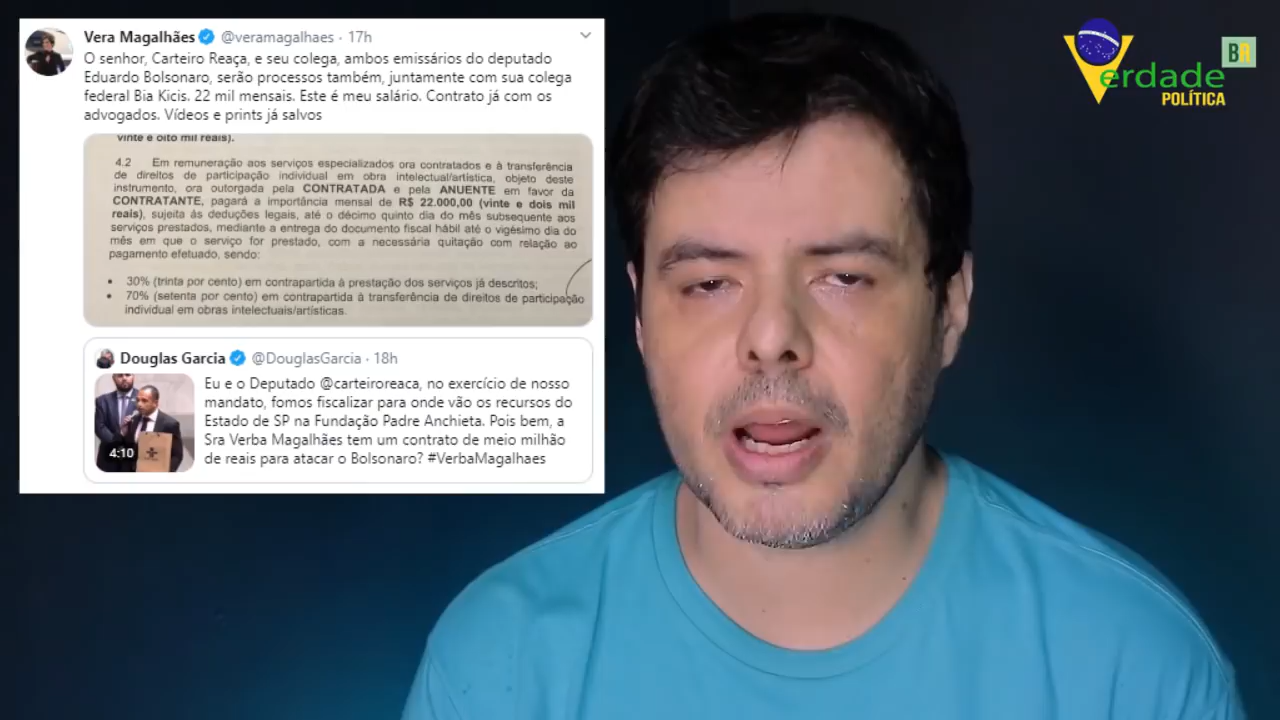 Vera Magalhães @veramagalhaes · 17h
O senhor, Carteiro Reaça, e seu colega, ambos emissários do deputado
Eduardo Bolsonaro, serão processos também, juntamente com sua colega
federal Bia Kicis. 22 mil mensais. Este é meu salário. Contrato já com os
advogados. Vídeos e prints já salvos
vinte e oito mil reais).
4.2 Em remuneração aos serviços especializados ora contratados e à transferência
de direitos de participação individual em obra intelectual/artística, objeto deste
instrumento, ora outorgada pela CONTRATADA e pela ANUENTE em favor da
CONTRATANTE, pagará a importância mensal de R$ 22.000,00 (vinte e dois mil
reais), sujeita às deduções legais, até o décimo quinto dia do mês subsequente aos
serviços prestados, mediante a entrega do documento fiscal hábil até o vigésimo dia do
mês em que o serviço for prestado, com a necessária quitação com relação ao
pagamento efetuado, sendo:
• 30% (trinta por cento) em contrapartida à prestação dos serviços já descritos;
• 70% (setenta por cento) em contrapartida à transferência de direitos de participação
individual em obras intelectuais/artísticas.
Douglas Garcia @DouglasGarcia · 18h
Eu e o Deputado @carteiroreaca, no exercício de nosso
mandato, fomos fiscalizar para onde vão os recursos do
Estado de SP na Fundação Padre Anchieta. Pois bem, a
Sra Verba Magalhães tem um contrato de meio milhão
de reais para atacar o Bolsonaro? #VerbaMagalhaes
4:10
Verdade
POLÍTICA
BR